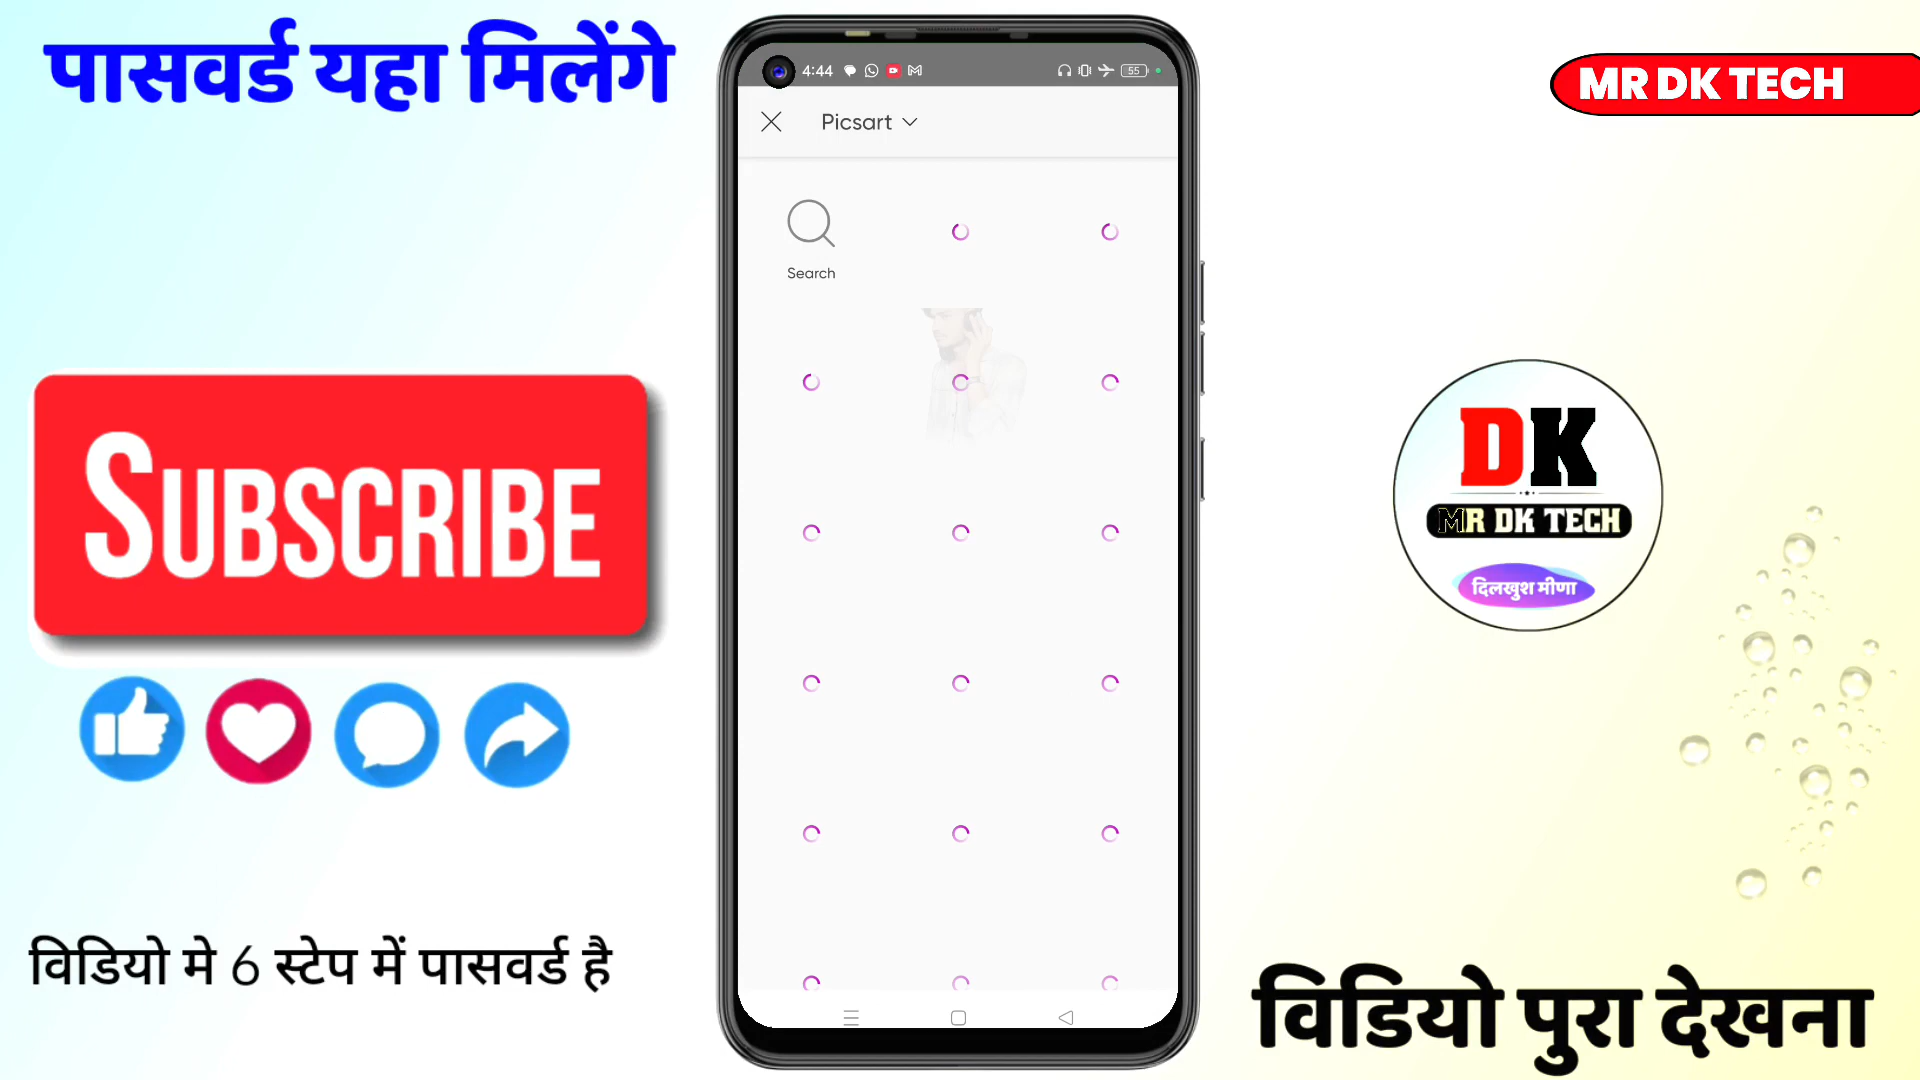 पासवर्ड यहा मिलेंगे
MR DK TECH
4:44
55
Picsart
Search
SUBSCRIBE
DK
MR DK TECH
दिलखुश मीणा
विडियो मे 6 स्टेप में पासवर्ड है
विडियो पुरा देखना